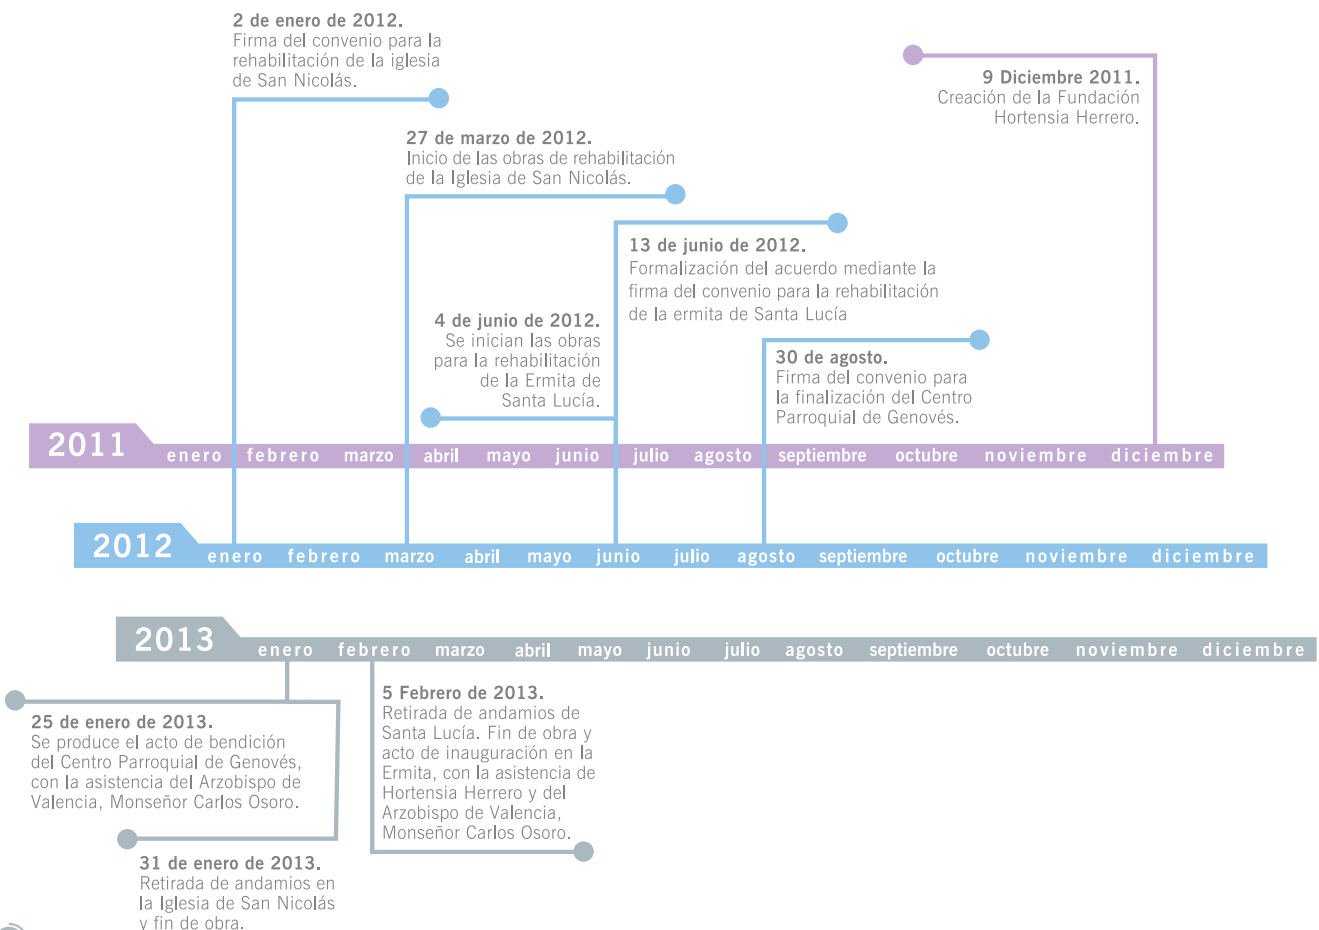 2 de enero de 2012.
Firma del convenio para la
rehabilitación de la iglesia
de San Nicolás.
9 Diciembre 2011.
Creación de la Fundación
Hortensia Herrero.
27 de marzo de 2012.
Inicio de las obras de rehabilitación
de la Iglesia de San Nicolás.
13 de junio de 2012.
Formalización del acuerdo mediante la
firma del convenio para la rehabilitación
de la ermita de Santa Lucía
4 de junio de 2012.
Se inician las obras
para la rehabilitación
de la Ermita de
Santa Lucía.
30 de agosto.
Firma del convenio para
la finalización del Centro
Parroquial de Genovés.
2011 enero febrero marzo abril mayo junio julio agosto septiembre octubre noviembre diciembre
2012 enero febrero marzo abril mayo junio julio agosto septiembre octubre noviembre diciembre
2013 enero febrero marzo abril mayo junio julio agosto septiembre octubre noviembre diciembre
25 de enero de 2013.
Se produce el acto de bendición
del Centro Parroquial de Genovés,
con la asistencia del Arzobispo de
Valencia, Monseñor Carlos Osoro.
5 Febrero de 2013.
Retirada de andamios de
Santa Lucía. Fin de obra y
acto de inauguración en la
Ermita, con la asistencia de
Hortensia Herrero y del
Arzobispo de Valencia,
Monseñor Carlos Osoro.
31 de enero de 2013.
Retirada de andamios en
la Iglesia de San Nicolás
y fin de obra.